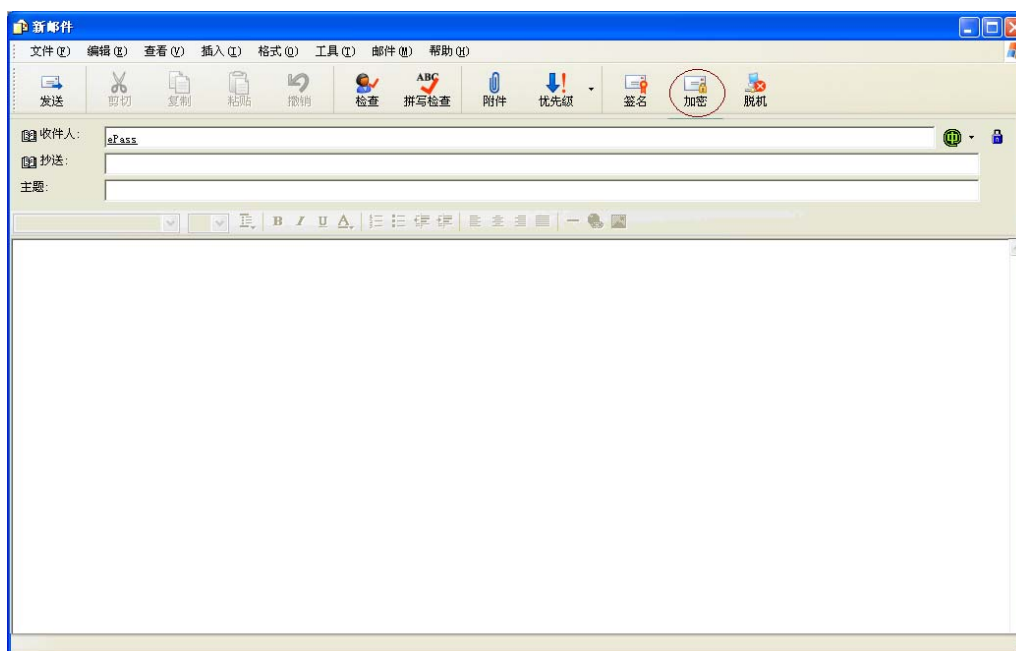 新邮件
文件(F) 编辑(E) 查看(V) 插入(I) 格式(O) 工具(T) 邮件(M) 帮助(H)
ABC
发送 剪切 复制 粘贴 撤销 检查 拼写检查 附件 优先级 签名 加密 脱机
收件人: ePass 中
抄送:
主题:
B I U A